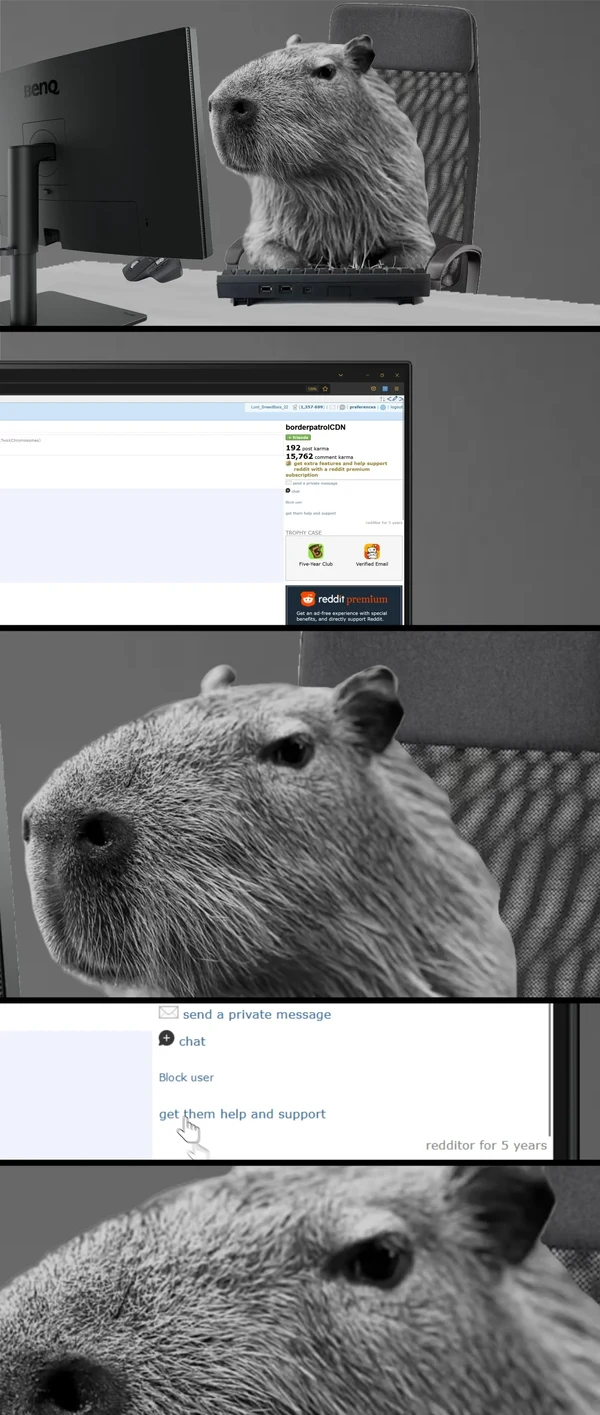 BenQ
Lord_GreedBara_32 (1,357·699) | | | preferences | | logout
/TwoXChromosomes)
borderpatrolCDN
+ friends
192 post karma
15,762 comment karma
get extra features and help support
reddit with a reddit premium
subscription
send a private message
chat
Block user
get them help and support
redditor for 5 years
TROPHY CASE
Five-Year Club
Verified Email
reddit premium
Get an ad-free experience with special
benefits, and directly support Reddit.
send a private message
chat
Block user
get them help and support
redditor for 5 years